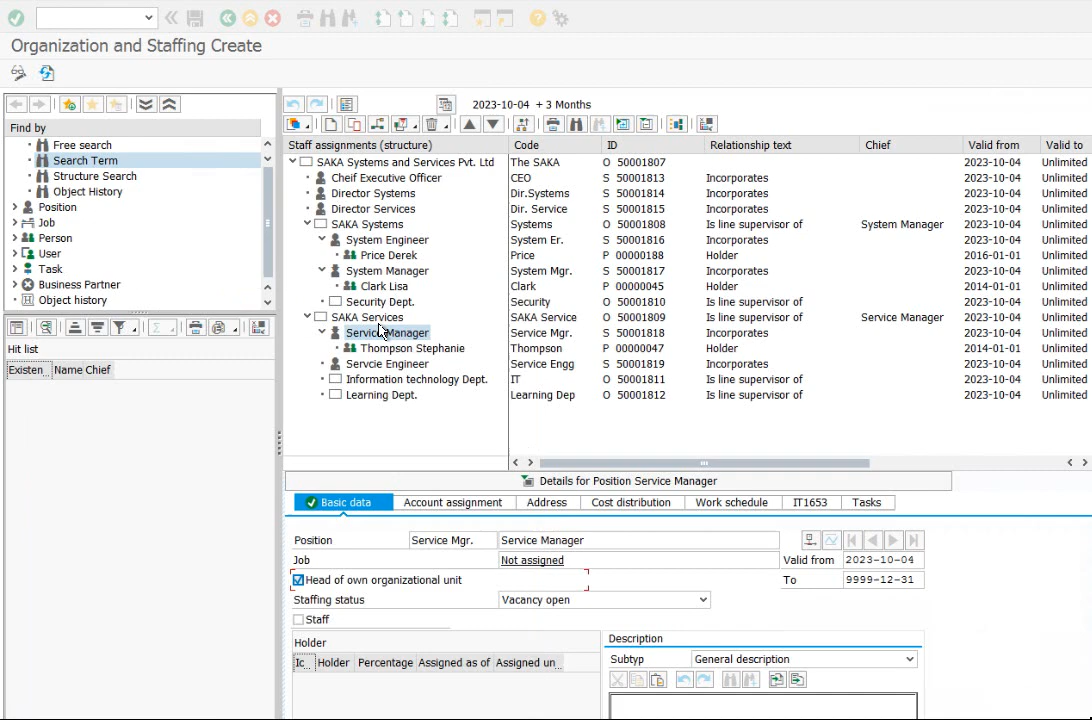 Organization and Staffing Create
2023-10-04 + 3 Months
Find by
Free search
Search Term
Structure Search
Object History
Position
Job
Person
User
Task
Business Partner
Object history
Hit list
Existen... Name Chief
Staff assignments (structure) Code ID Relationship text Chief Valid from Valid to
SAKA Systems and Services Pvt. Ltd The SAKA O 50001807 2023-10-04 Unlimited
Cheif Executive Officer CEO S 50001813 Incorporates 2023-10-04 Unlimited
Director Systems Dir.Systems S 50001814 Incorporates 2023-10-04 Unlimited
Director Services Dir. Service S 50001815 Incorporates 2023-10-04 Unlimited
SAKA Systems Systems O 50001808 Is line supervisor of System Manager 2023-10-04 Unlimited
System Engineer System Er. S 50001816 Incorporates 2023-10-04 Unlimited
Price Derek Price P 00000188 Holder 2016-01-01 Unlimited
System Manager System Mgr. S 50001817 Incorporates 2023-10-04 Unlimited
Clark Lisa Clark P 00000045 Holder 2014-01-01 Unlimited
Security Dept. Security O 50001810 Is line supervisor of 2023-10-04 Unlimited
SAKA Services SAKA Service O 50001809 Is line supervisor of Service Manager 2023-10-04 Unlimited
Service Manager Service Mgr. S 50001818 Incorporates 2023-10-04 Unlimited
Thompson Stephanie Thompson P 00000047 Holder 2014-01-01 Unlimited
Servcie Engineer Service Engg S 50001819 Incorporates 2023-10-04 Unlimited
Information technology Dept. IT O 50001811 Is line supervisor of 2023-10-04 Unlimited
Learning Dept. Learning Dep O 50001812 Is line supervisor of 2023-10-04 Unlimited
Details for Position Service Manager
Basic data Account assignment Address Cost distribution Work schedule IT1653 Tasks
Position Service Mgr. Service Manager
Job Not assigned Valid from 2023-10-04
Head of own organizational unit To 9999-12-31
Staffing status Vacancy open
Staff
Holder
Ic... Holder Percentage Assigned as of Assigned un...
Description
Subtyp General description